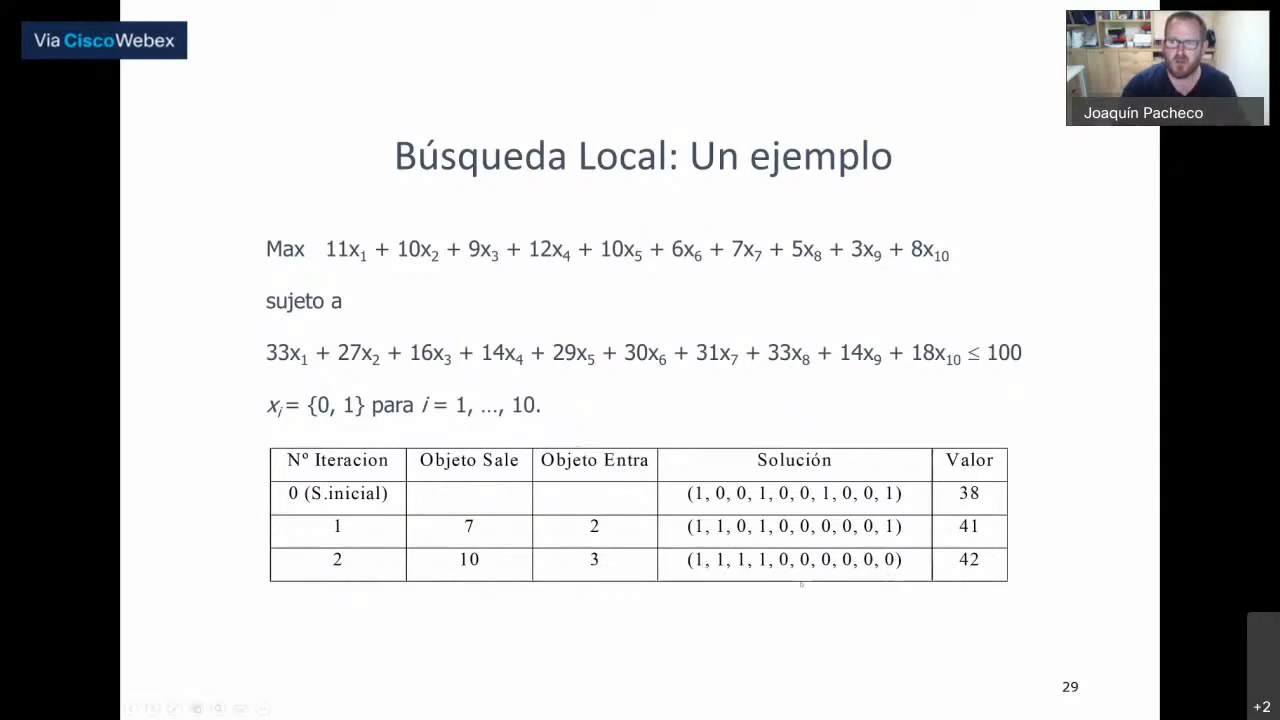 Vía CiscoWebex
Joaquín Pacheco
Búsqueda Local: Un ejemplo
Max 11x₁ + 10x₂ + 9x₃ + 12x₄ + 10x₅ + 6x₆ + 7x₇ + 5x₈ + 3x₉ + 8x₁₀
sujeto a
33x₁ + 27x₂ + 16x₃ + 14x₄ + 29x₅ + 30x₆ + 31x₇ + 33x₈ + 14x₉ + 18x₁₀ ≤ 100
xᵢ = {0, 1} para i = 1, ..., 10.
Nº Iteracion Objeto Sale Objeto Entra Solución Valor
0 (S.inicial) (1, 0, 0, 1, 0, 0, 1, 0, 0, 1) 38
1 7 2 (1, 1, 0, 1, 0, 0, 0, 0, 0, 1) 41
2 10 3 (1, 1, 1, 1, 0, 0, 0, 0, 0, 0) 42
29
+2